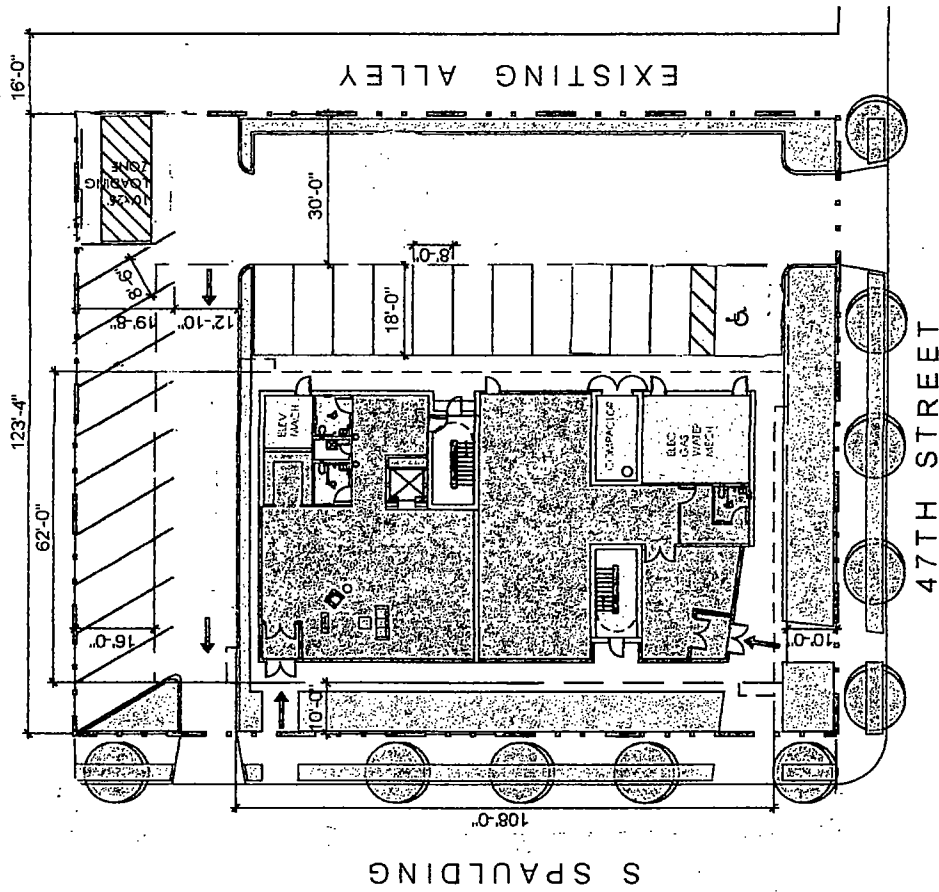 16'-0"
EXISTING ALLEY
123'-4"
10'x25'
LOADING
ZONE
30'-0"
8'-6"
19'-8"
12'-10"
18'-0"
8'-0"
62'-0"
ELEV.
MACH
COMPACTOR
ELEC
GAS
WATER
MECH
16'-0"
10'-0"
10'-0"
108'-0"
47TH STREET
S SPAULDING